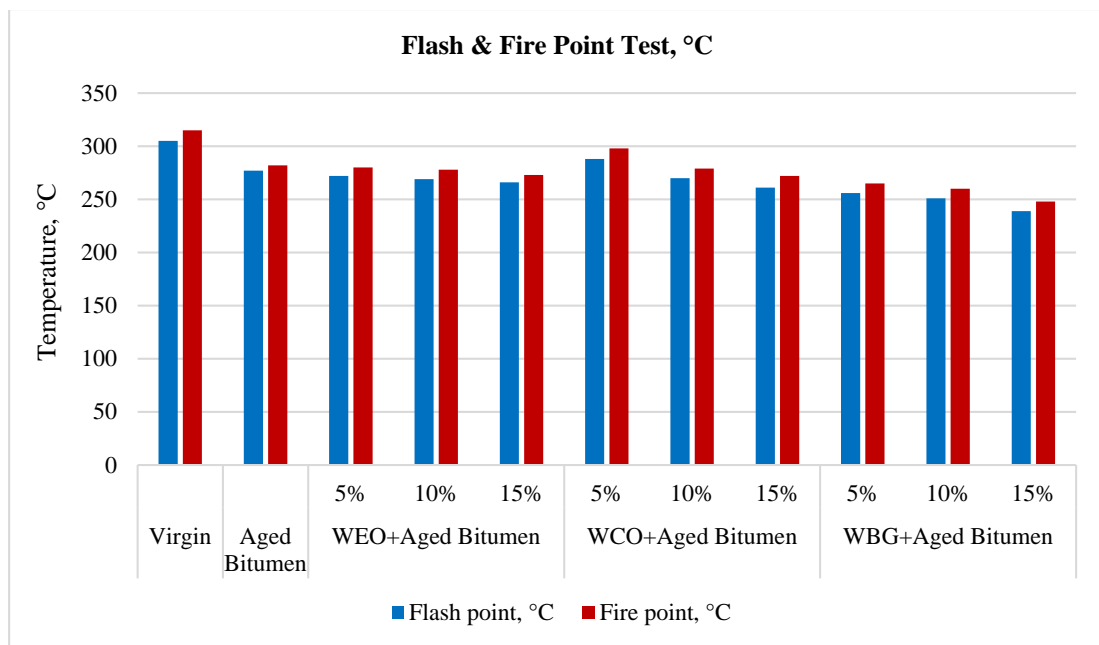 Flash & Fire Point Test, °C
Temperature, °C
350
300
250
200
150
100
50
0
5% 10% 15% 5% 10% 15% 5% 10% 15%
Virgin Aged WEO+Aged Bitumen WCO+Aged Bitumen WBG+Aged Bitumen
Bitumen
Flash point, °C Fire point, °C